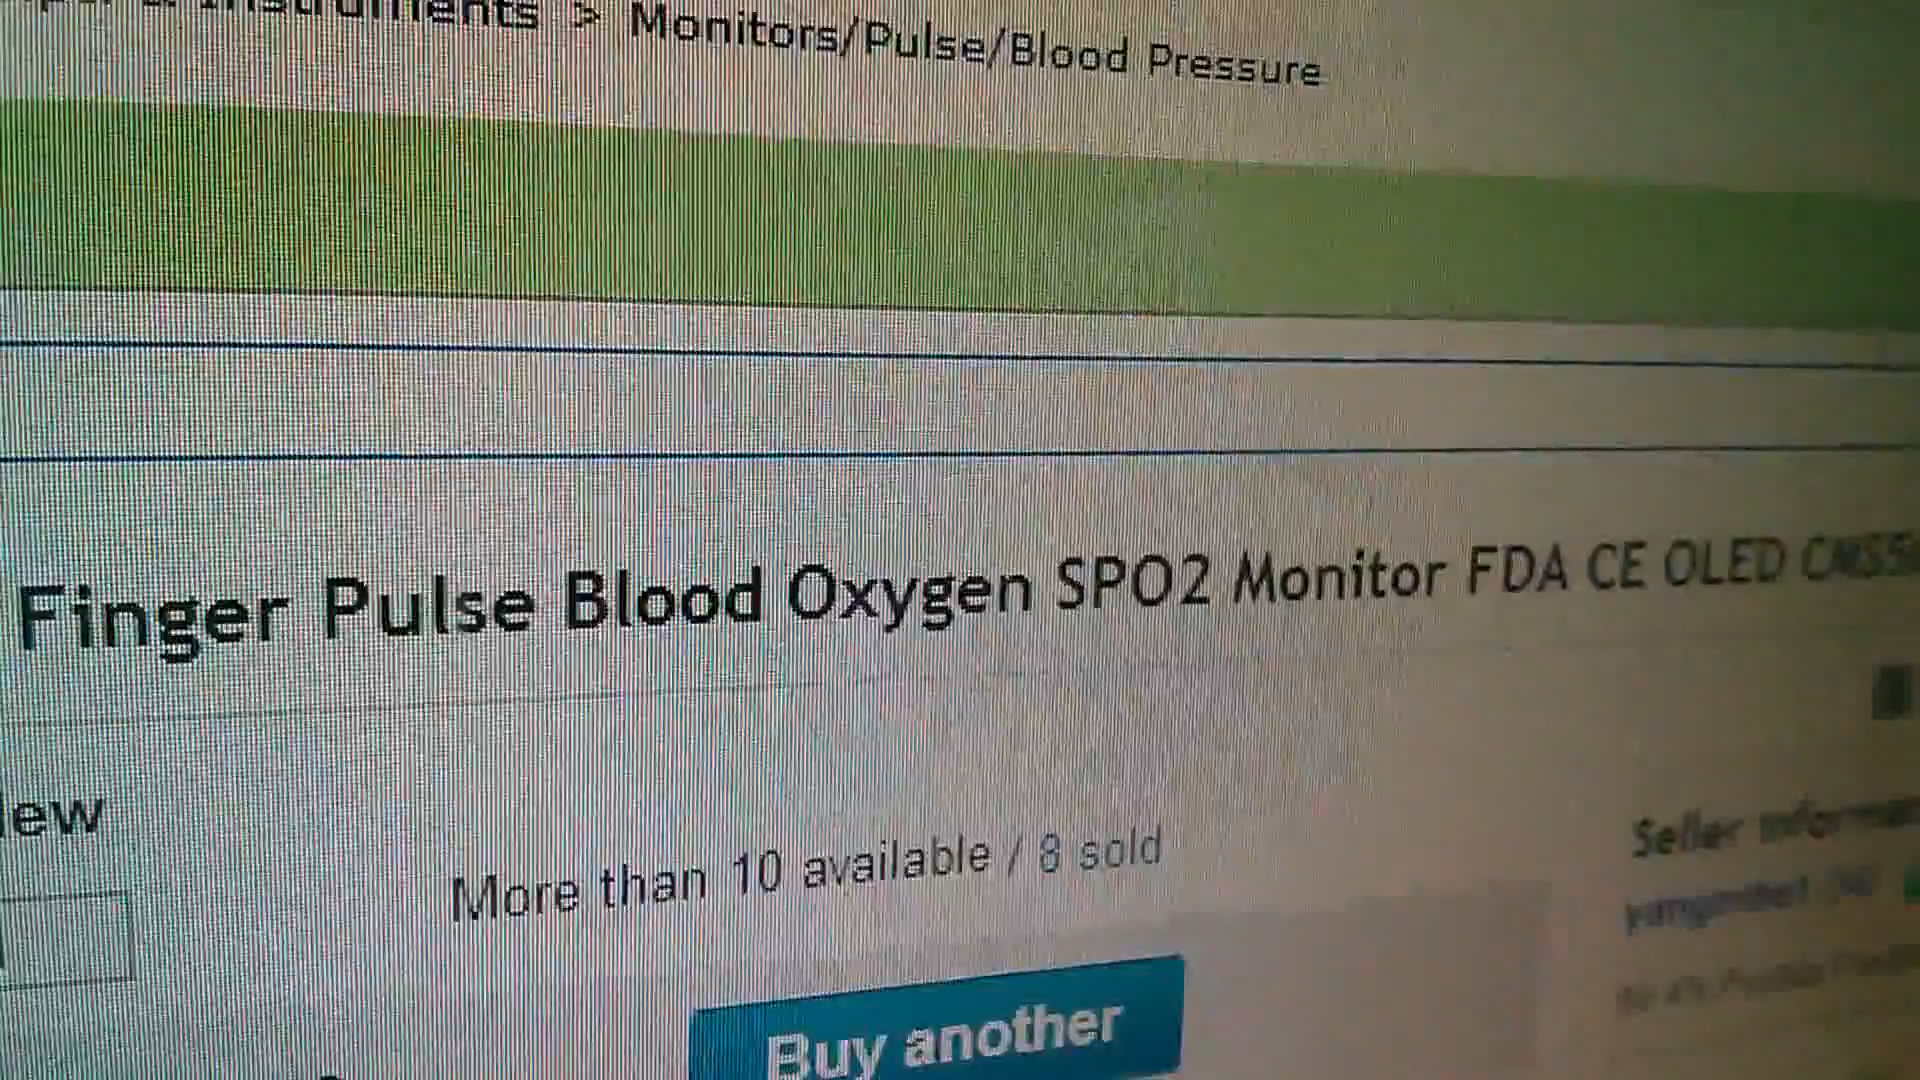 > Monitors/Pulse/Blood Pressure
Finger Pulse Blood Oxygen SPO2 Monitor FDA CE OLED
More than 10 available / 8 sold
Seller
Buy another